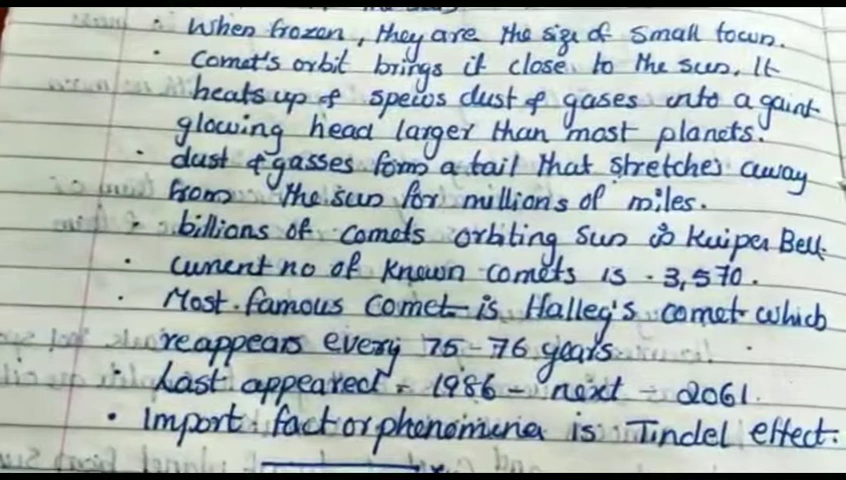 • When frozen, they are the size of small town.
• Comet's orbit brings it close to the sun. It
heats up & spews dust & gases into a gaint
glowing head larger than most planets.
• dust & gasses form a tail that stretches away
from the sun for millions of miles.
• billions of comets orbiting Sun in Kuiper Belt.
• current no of known comets is . 3,570.
• Most famous comet is Halleg's comet which
reappears every 75-76 years
• Last appeared - 1986 - next - 2061.
• Import. fact or phenomena is Tindel effect.